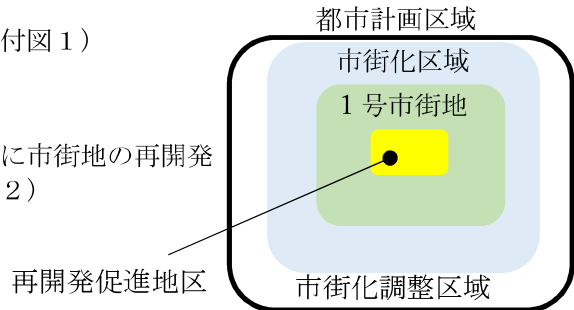 都市計画区域
付図１）
市街化区域
１号市街地
に市街地の再開発
２）
再開発促進地区
市街化調整区域